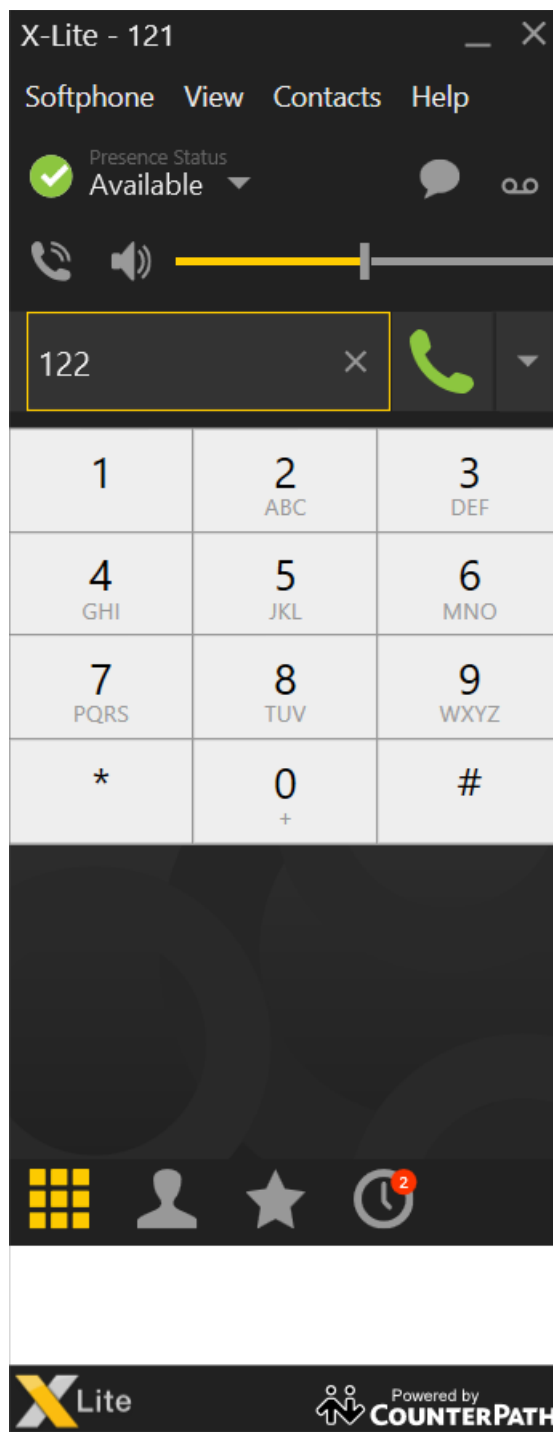 X-Lite - 121
Softphone View Contacts Help
Presence Status
Available
122
1 2 3
ABC DEF
4 5 6
GHI JKL MNO
7 8 9
PQRS TUV WXYZ
* 0 #
+
2
X Lite
Powered by
COUNTERPATH